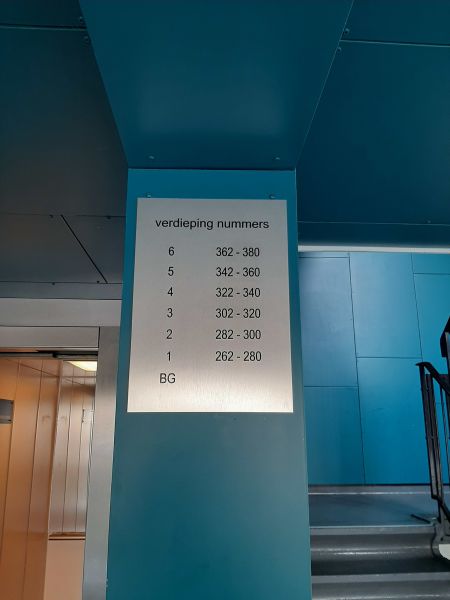 verdieping nummers
6 362 - 380
5 342 - 360
4 322 - 340
3 302 - 320
2 282 - 300
1 262 - 280
BG